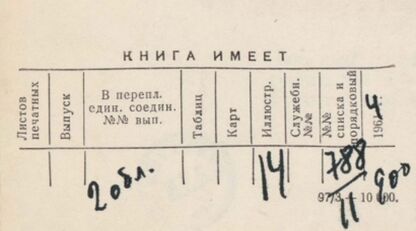 КНИГА ИМЕЕТ
Листов печатных
Выпуск
В перепл. един. соедин. №№ вып.
Таблиц
Карт
Иллюстр.
Служебн. №№
№№ списка и порядковый
1964 г.
2 обл.
14
788
11
900
97/3 — 10 000.